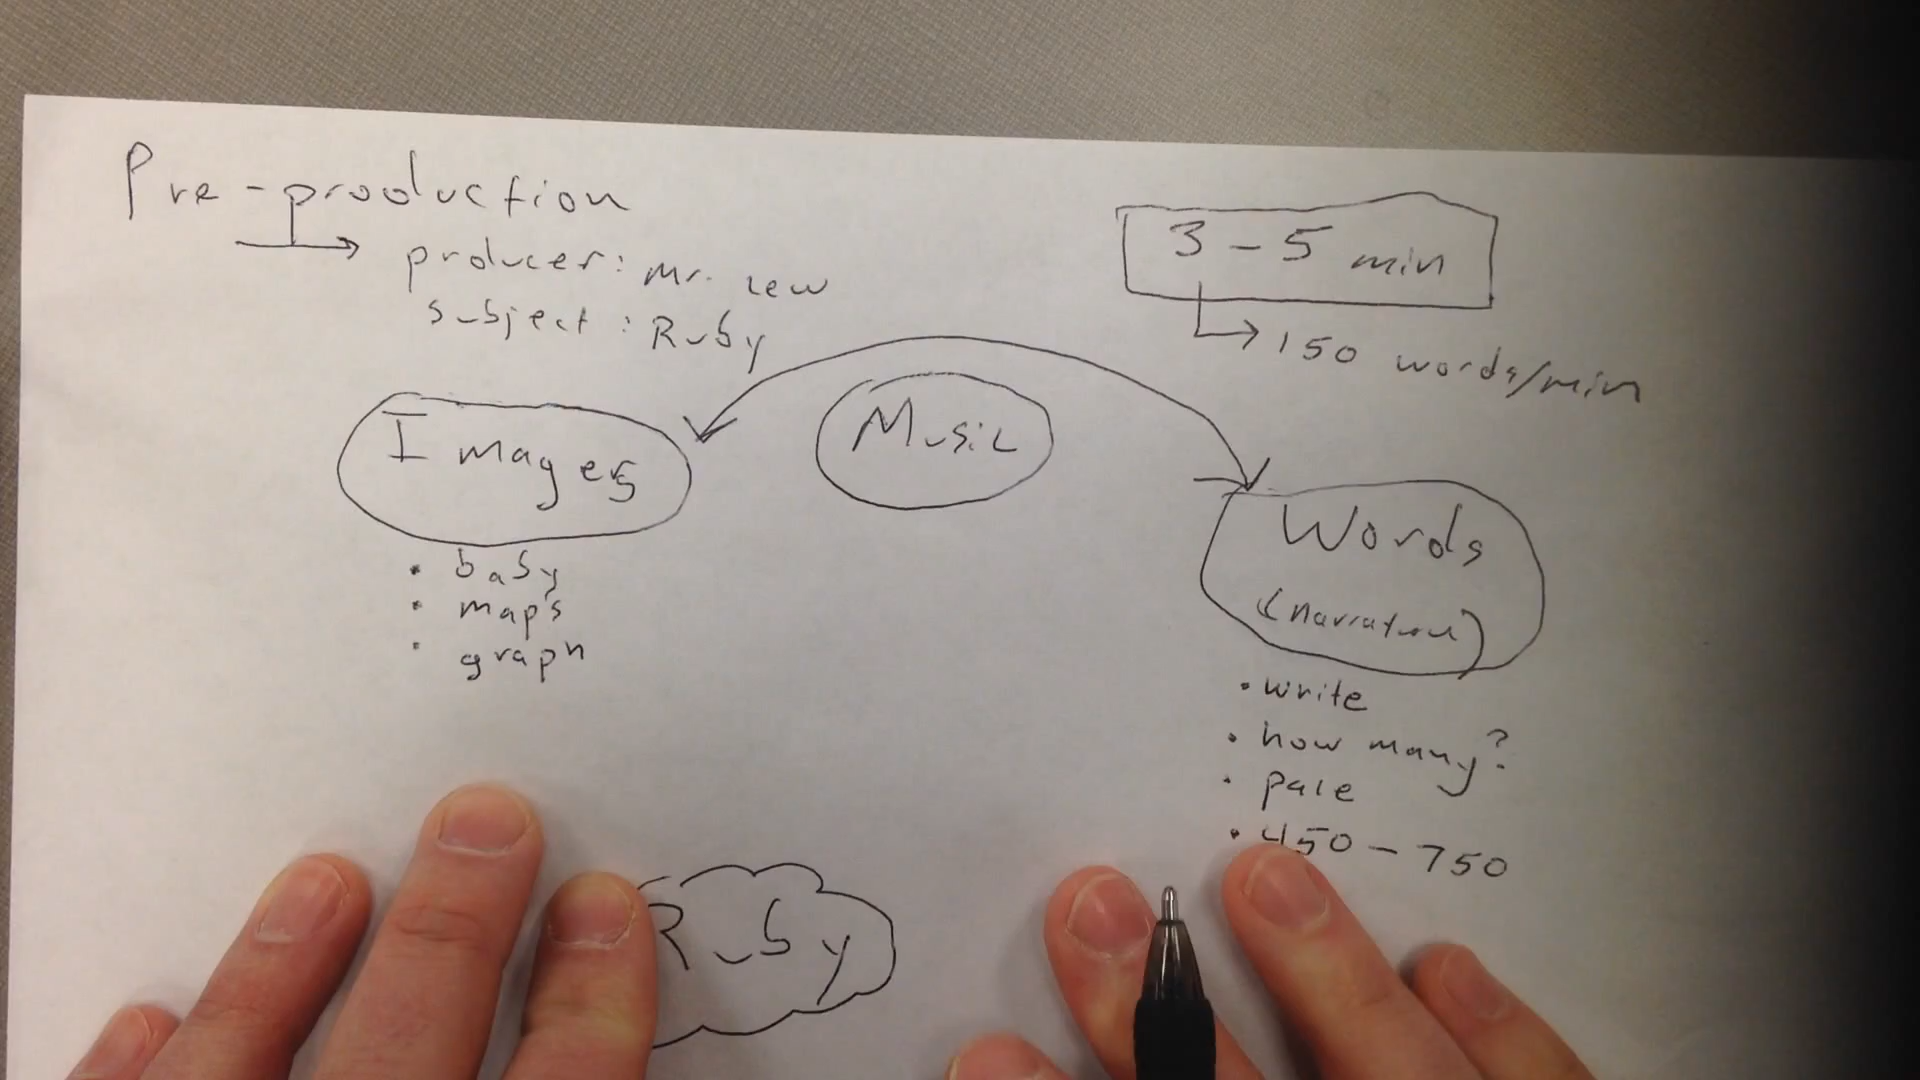 Pre-production
producer: Mr. Lew
subject: Ruby
3-5 min
150 words/min
Images
• baby
• maps
• graph
Music
Words
(narration)
• write
• how many?
• pace
• 450-750
Ruby